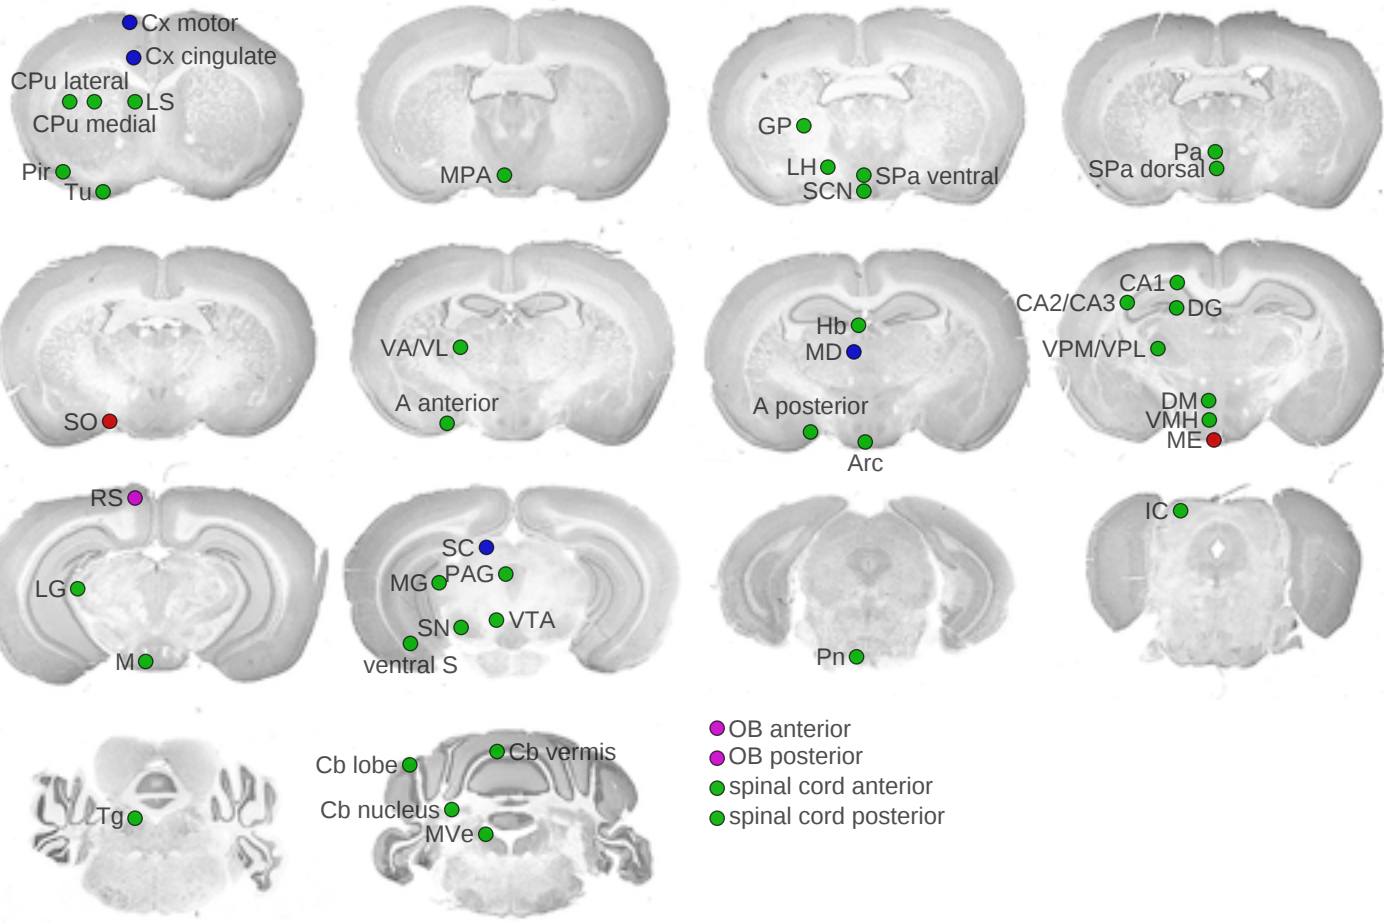 Cx motor
Cx cingulate
CPu lateral
LS
CPu medial
Pir
Tu
MPA
GP
LH
SPa ventral
SCN
Pa
SPa dorsal
SO
VA/VL
A anterior
Hb
MD
A posterior
Arc
CA1
CA2/CA3
DG
VPM/VPL
DM
VMH
ME
RS
LG
M
SC
MG
PAG
SN
VTA
ventral S
Pn
IC
Tg
Cb lobe
Cb vermis
Cb nucleus
MVe
OB anterior
OB posterior
spinal cord anterior
spinal cord posterior